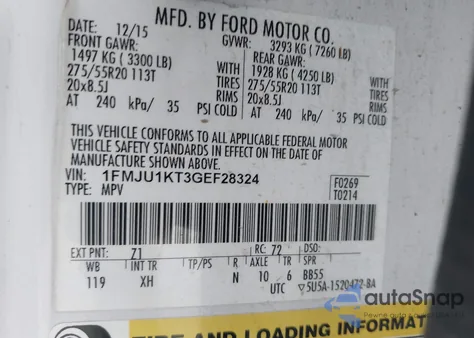 MFD. BY FORD MOTOR CO.
DATE: 12/15 GVWR: 3293 KG (7260 LB)
FRONT GAWR: REAR GAWR:
1497 KG (3300 LB) WITH 1928 KG (4250 LB) WITH
275/55R20 113T TIRES 275/55R20 113T TIRES
20x8.5J RIMS 20x8.5J RIMS
AT 240 kPa/ 35 PSI COLD AT 240 kPa/ 35 PSI COLD
THIS VEHICLE CONFORMS TO ALL APPLICABLE FEDERAL MOTOR
VEHICLE SAFETY STANDARDS IN EFFECT ON THE DATE OF
MANUFACTURE SHOWN ABOVE.
VIN: 1FMJU1KT3GEF28324 F0269
TYPE: MPV T0214
EXT PNT: Z1 RC: 72 DSO:
WB INT TR TP/PS R AXLE TR SPR
119 XH N 10 6 BB55
UTC 5U5A-1520472-BA
autoSnap
TIRE AND LOADING INFORMAT